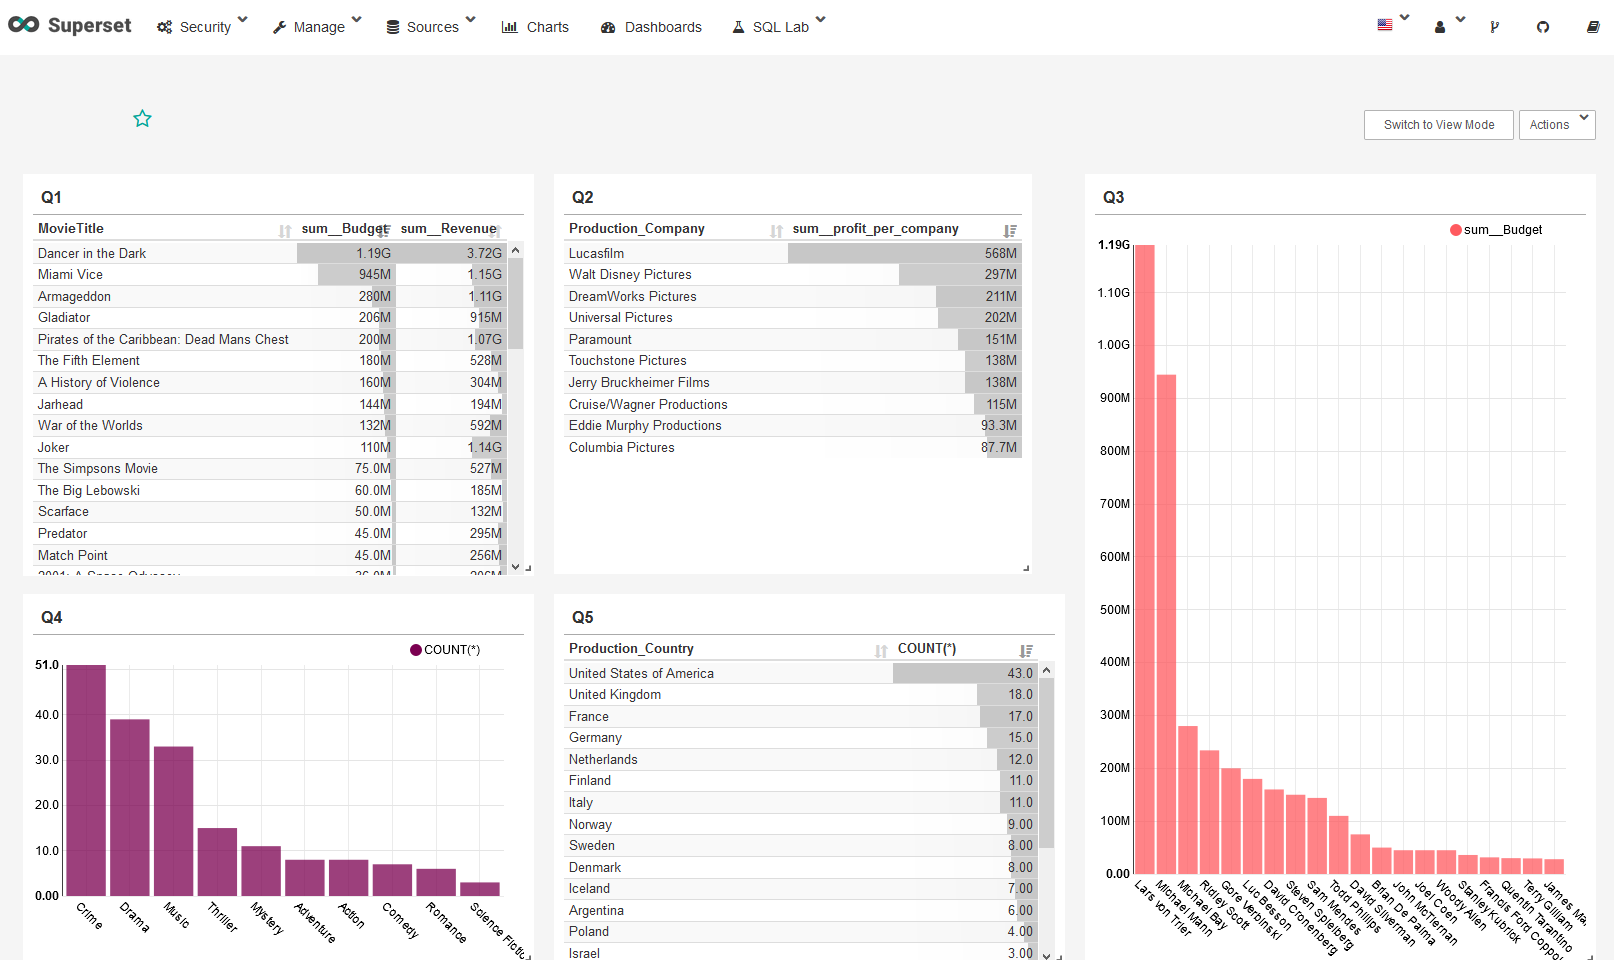 Superset Security Manage Sources Charts Dashboards SQL Lab
Switch to View Mode Actions
Q1
MovieTitle sum__Budget sum__Revenue
Dancer in the Dark 1.19G 3.72G
Miami Vice 945M 1.15G
Armageddon 280M 1.11G
Gladiator 206M 915M
Pirates of the Caribbean: Dead Mans Chest 200M 1.07G
The Fifth Element 180M 528M
A History of Violence 160M 304M
Jarhead 144M 194M
War of the Worlds 132M 592M
Joker 110M 1.14G
The Simpsons Movie 75.0M 527M
The Big Lebowski 60.0M 185M
Scarface 50.0M 132M
Predator 45.0M 295M
Match Point 45.0M 256M
Q2
Production_Company sum__profit_per_company
Lucasfilm 568M
Walt Disney Pictures 297M
DreamWorks Pictures 211M
Universal Pictures 202M
Paramount 151M
Touchstone Pictures 138M
Jerry Bruckheimer Films 138M
Cruise/Wagner Productions 115M
Eddie Murphy Productions 93.3M
Columbia Pictures 87.7M
Q3
sum__Budget
1.19G
1.10G
1.00G
900M
800M
700M
600M
500M
400M
300M
200M
100M
0.00
Lars von Trier
Michael Mann
Michael Bay
Ridley Scott
Gore Verbinski
Luc Besson
David Cronenberg
Steven Spielberg
Sam Mendes
Todd Phillips
David Silverman
Brian De Palma
John McTiernan
Joel Coen
Woody Allen
Stanley Kubrick
Francis Ford Coppo
Quentin Tarantino
Terry Gilliam
James Ma
Q4
COUNT(*)
51.0
40.0
30.0
20.0
10.0
0.00
Crime
Drama
Music
Thriller
Mystery
Adventure
Action
Comedy
Romance
Science Fictio
Q5
Production_Country COUNT(*)
United States of America 43.0
United Kingdom 18.0
France 17.0
Germany 15.0
Netherlands 12.0
Finland 11.0
Italy 11.0
Norway 9.00
Sweden 8.00
Denmark 8.00
Iceland 7.00
Argentina 6.00
Poland 4.00
Israel 3.00